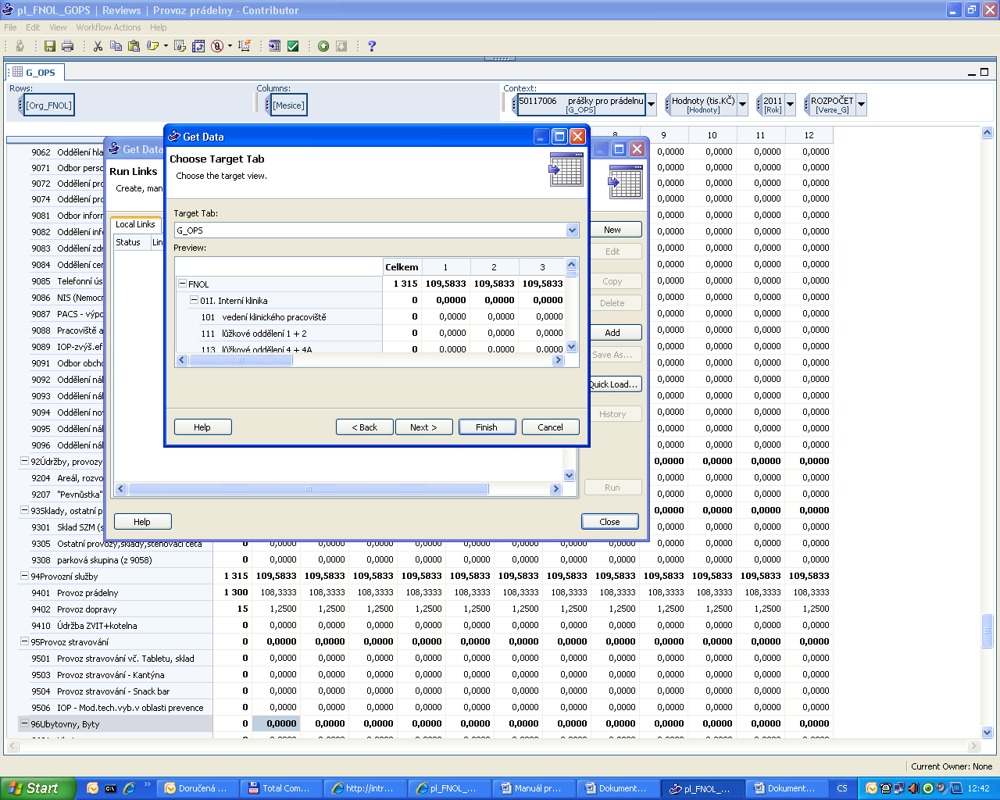 pl_FNOL_GOPS | Reviews | Provoz prádelny - Contributor
File Edit View Workflow Actions Help
G_OPS
Rows: Columns: Context:
[Org_FNOL] [Mesice] 50117006 prášky pro prádelnu [G_OPS] Hodnoty (tis.KČ) [Hodnoty] 2011 [Rok] ROZPOČET [Verze_G]
8 9 10 11 12
9062 Oddělení hla 0,0000 0,0000 0,0000 0,0000
9071 Odbor perso 0,0000 0,0000 0,0000 0,0000
9072 Oddělení pro 0,0000 0,0000 0,0000 0,0000
9074 Oddělení pro 0,0000 0,0000 0,0000 0,0000
9081 Odbor inform 0,0000 0,0000 0,0000 0,0000
9082 Oddělení inf 0,0000 0,0000 0,0000 0,0000
9083 Oddělení zdr 0,0000 0,0000 0,0000 0,0000
9084 Oddělení cer 0,0000 0,0000 0,0000 0,0000
9085 Telefonní ús 0,0000 0,0000 0,0000 0,0000
9086 NIS (Nemocr 0,0000 0,0000 0,0000 0,0000
9087 PACS - výpo 0,0000 0,0000 0,0000 0,0000
9088 Pracoviště a 0,0000 0,0000 0,0000 0,0000
9089 IOP-zvýš.ef 0,0000 0,0000 0,0000 0,0000
9091 Odbor obcho 0,0000 0,0000 0,0000 0,0000
9092 Oddělení nál 0,0000 0,0000 0,0000 0,0000
9093 Oddělení nál 0,0000 0,0000 0,0000 0,0000
9094 Oddělení nov 0,0000 0,0000 0,0000 0,0000
9095 Oddělení nál 0,0000 0,0000 0,0000 0,0000
9096 Oddělení nál 0,0000 0,0000 0,0000 0,0000
92Údržby, provozy 0,0000 0,0000 0,0000 0,0000
9204 Areál, rozvo 0,0000 0,0000 0,0000 0,0000
9207 "Pevnůstka" 0,0000 0,0000 0,0000 0,0000
93Sklady, ostatní p 0,0000 0,0000 0,0000 0,0000
9301 Sklad SZM (s 0,0000 0,0000 0,0000 0,0000
9305 Ostatní provozy,sklady,stěhovací četa 0 0,0000 0,0000 0,0000 0,0000 0,0000 0,0000 0,0000 0,0000 0,0000 0,0000 0,0000 0,0000
9308 parková skupina (z 9058) 0 0,0000 0,0000 0,0000 0,0000 0,0000 0,0000 0,0000 0,0000 0,0000 0,0000 0,0000 0,0000
94Provozní služby 1 315 109,5833 109,5833 109,5833 109,5833 109,5833 109,5833 109,5833 109,5833 109,5833 109,5833 109,5833 109,5833
9401 Provoz prádelny 1 300 108,3333 108,3333 108,3333 108,3333 108,3333 108,3333 108,3333 108,3333 108,3333 108,3333 108,3333 108,3333
9402 Provoz dopravy 15 1,2500 1,2500 1,2500 1,2500 1,2500 1,2500 1,2500 1,2500 1,2500 1,2500 1,2500 1,2500
9410 Údržba ZVIT+kotelna 0 0,0000 0,0000 0,0000 0,0000 0,0000 0,0000 0,0000 0,0000 0,0000 0,0000 0,0000 0,0000
95Provoz stravování 0 0,0000 0,0000 0,0000 0,0000 0,0000 0,0000 0,0000 0,0000 0,0000 0,0000 0,0000 0,0000
9501 Provoz stravování vč. Tabletu, sklad 0 0,0000 0,0000 0,0000 0,0000 0,0000 0,0000 0,0000 0,0000 0,0000 0,0000 0,0000 0,0000
9503 Provoz stravování - Kantýna 0 0,0000 0,0000 0,0000 0,0000 0,0000 0,0000 0,0000 0,0000 0,0000 0,0000 0,0000 0,0000
9504 Provoz stravování - Snack bar 0 0,0000 0,0000 0,0000 0,0000 0,0000 0,0000 0,0000 0,0000 0,0000 0,0000 0,0000 0,0000
9506 IOP - Mod.tech.vyb.v oblasti prevence 0 0,0000 0,0000 0,0000 0,0000 0,0000 0,0000 0,0000 0,0000 0,0000 0,0000 0,0000 0,0000
96Ubytovny, Byty 0 0,0000 0,0000 0,0000 0,0000 0,0000 0,0000 0,0000 0,0000 0,0000 0,0000 0,0000 0,0000
Get Data
Run Links
Create, man
Local Links
Status Lin
New
Edit
Copy
Delete
Add
Save As...
Quick Load...
History
Run
Help Close
Get Data
Choose Target Tab
Choose the target view.
Target Tab:
G_OPS
Preview:
Celkem 1 2 3
FNOL 1 315 109,5833 109,5833 109,5833
01I. Interní klinika 0 0,0000 0,0000 0,0000
101 vedení klinického pracoviště 0 0,0000 0,0000 0,0000
111 lůžkové oddělení 1 + 2 0 0,0000 0,0000 0,0000
113 lůžkové oddělení 4 + 4A 0 0,0000 0,0000 0,0000
Help < Back Next > Finish Cancel
Current Owner: None
Start Doručená ... Total Com... http://intr... pl_FNOL_... Manuál pr... Dokument... pl_FNOL_... Dokument... CS 12:42